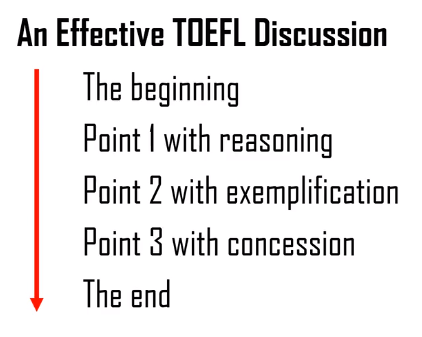 An Effective TOEFL Discussion
The beginning
Point 1 with reasoning
Point 2 with exemplification
Point 3 with concession
The end